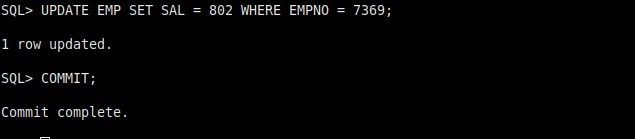 SQL> UPDATE EMP SET SAL = 802 WHERE EMPNO = 7369;
1 row updated.
SQL> COMMIT;
Commit complete.